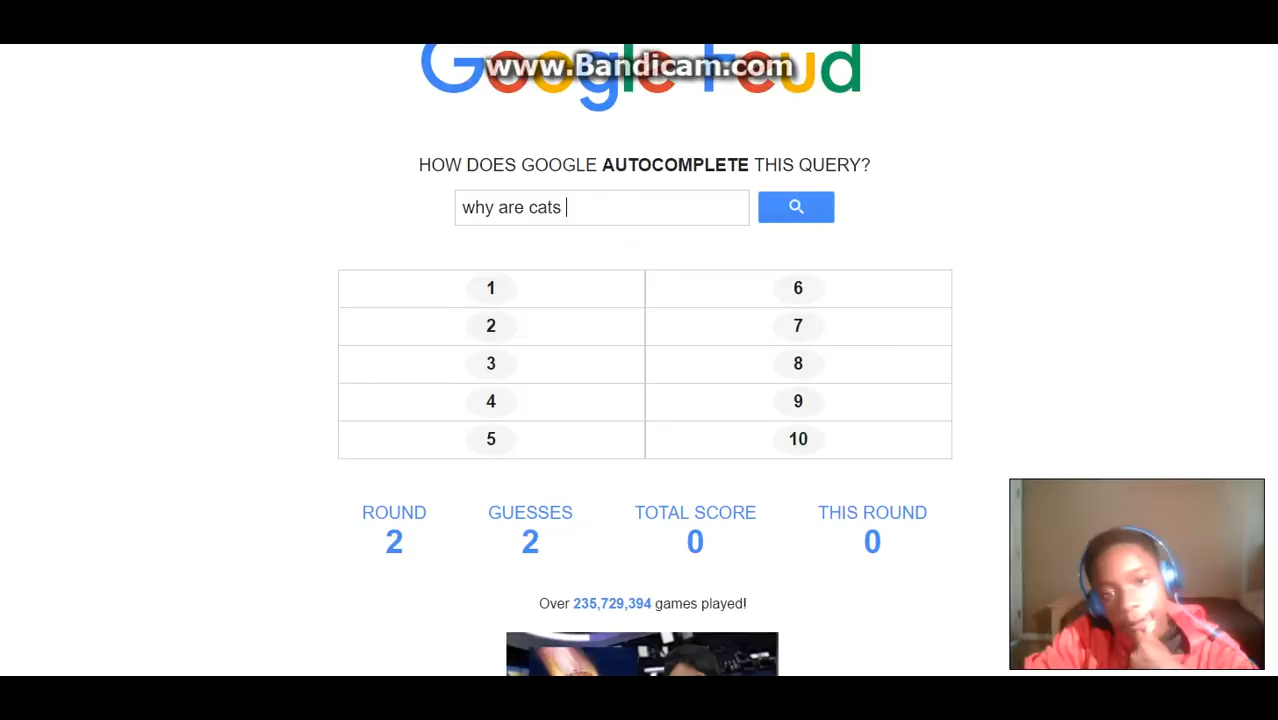 Google Feud
www.Bandicam.com
HOW DOES GOOGLE AUTOCOMPLETE THIS QUERY?
why are cats
1 6
2 7
3 8
4 9
5 10
ROUND GUESSES TOTAL SCORE THIS ROUND
2 2 0 0
Over 235,729,394 games played!